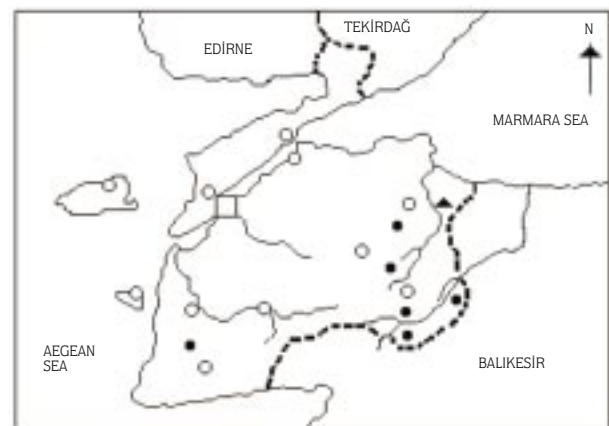 TEKİRDAĞ
EDİRNE
N
MARMARA SEA
AEGEAN
SEA
BALIKESİR